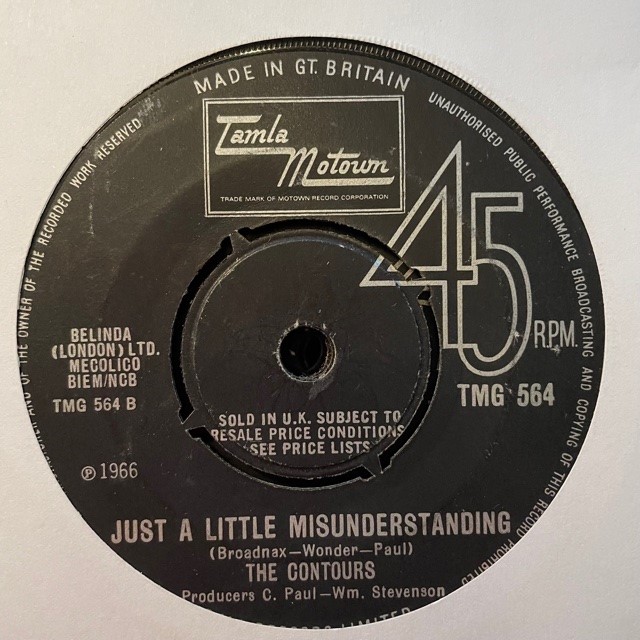 MADE IN GT. BRITAIN
UNAUTHORISED PUBLIC PERFORMANCE BROADCASTING AND COPYING OF THIS RECORD PROHIBITED
OF THE OWNER OF THE RECORDED WORK RESERVED
Tamla
Motown
TRADE MARK OF MOTOWN RECORD CORPORATION
45
R.P.M.
BELINDA
(LONDON) LTD.
MECOLICO
BIEM/NCB
TMG 564 B
TMG 564
SOLD IN U.K. SUBJECT TO
RESALE PRICE CONDITIONS
SEE PRICE LISTS
℗ 1966
JUST A LITTLE MISUNDERSTANDING
(Broadnax—Wonder—Paul)
THE CONTOURS
Producers C. Paul—Wm. Stevenson
LIMITED